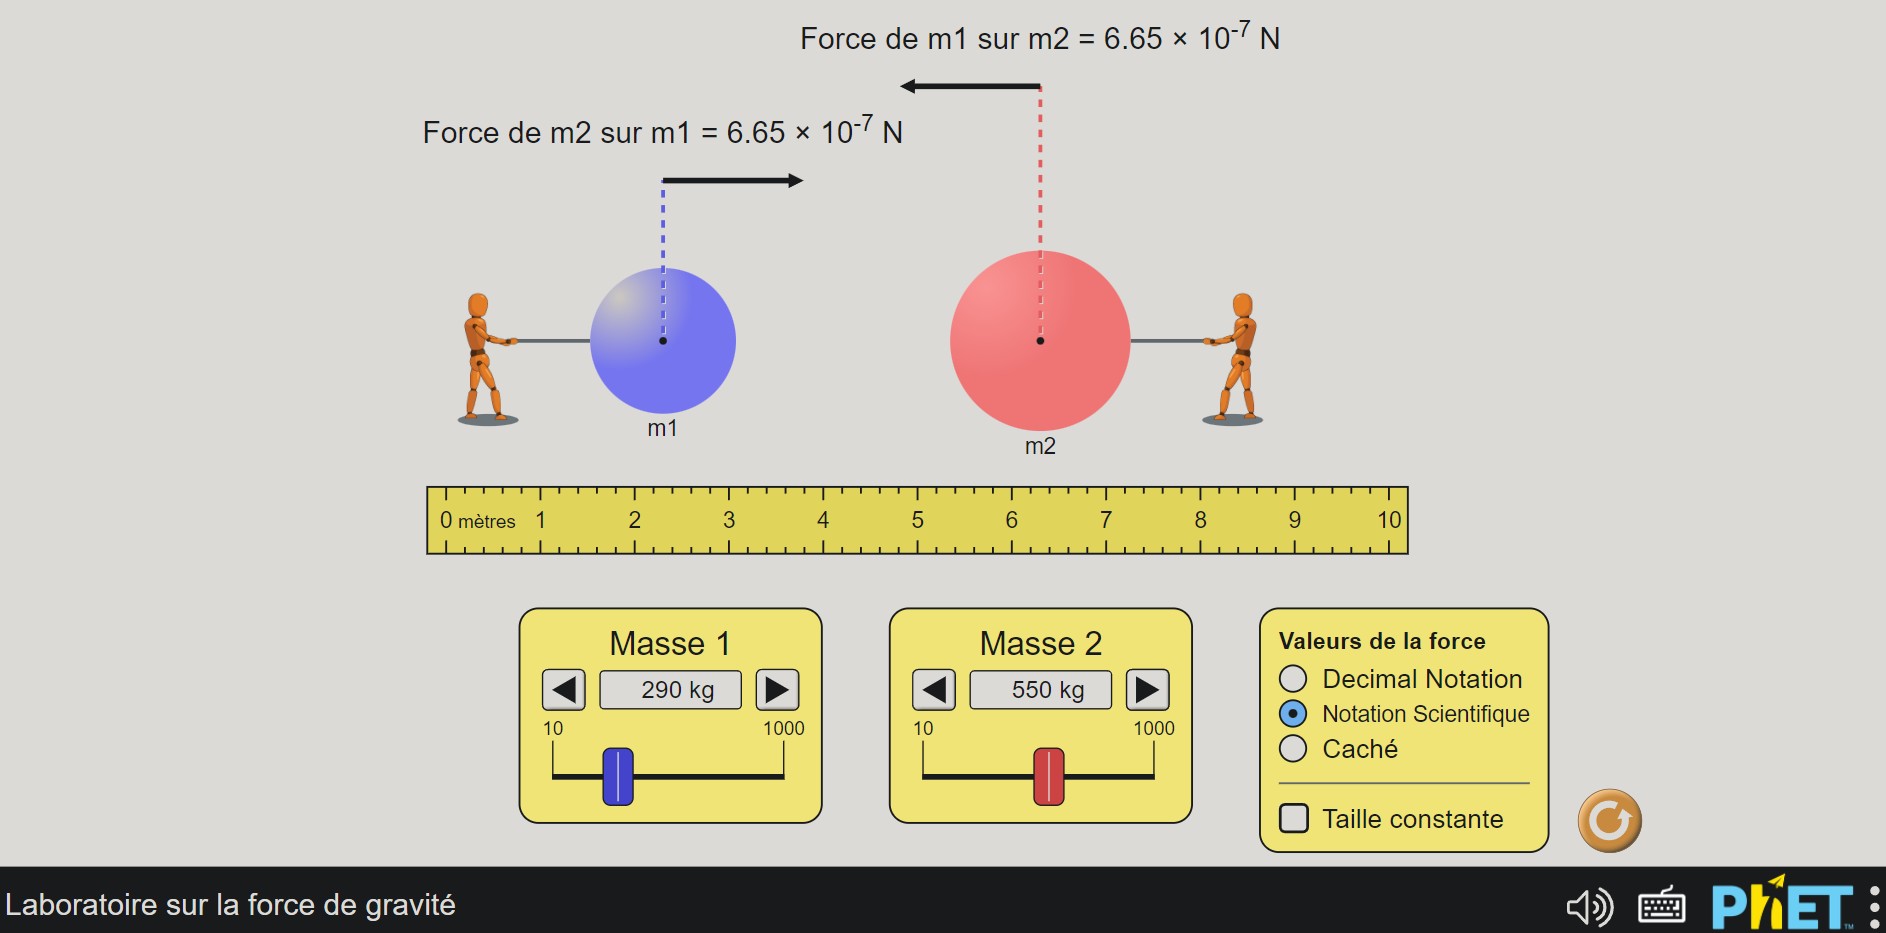 Force de m1 sur m2 = 6.65 × 10⁻⁷ N
Force de m2 sur m1 = 6.65 × 10⁻⁷ N
m1
m2
0 mètres 1 2 3 4 5 6 7 8 9 10
Masse 1
290 kg
10 1000
Masse 2
550 kg
10 1000
Valeurs de la force
Decimal Notation
Notation Scientifique
Caché
Taille constante
Laboratoire sur la force de gravité
PhET™